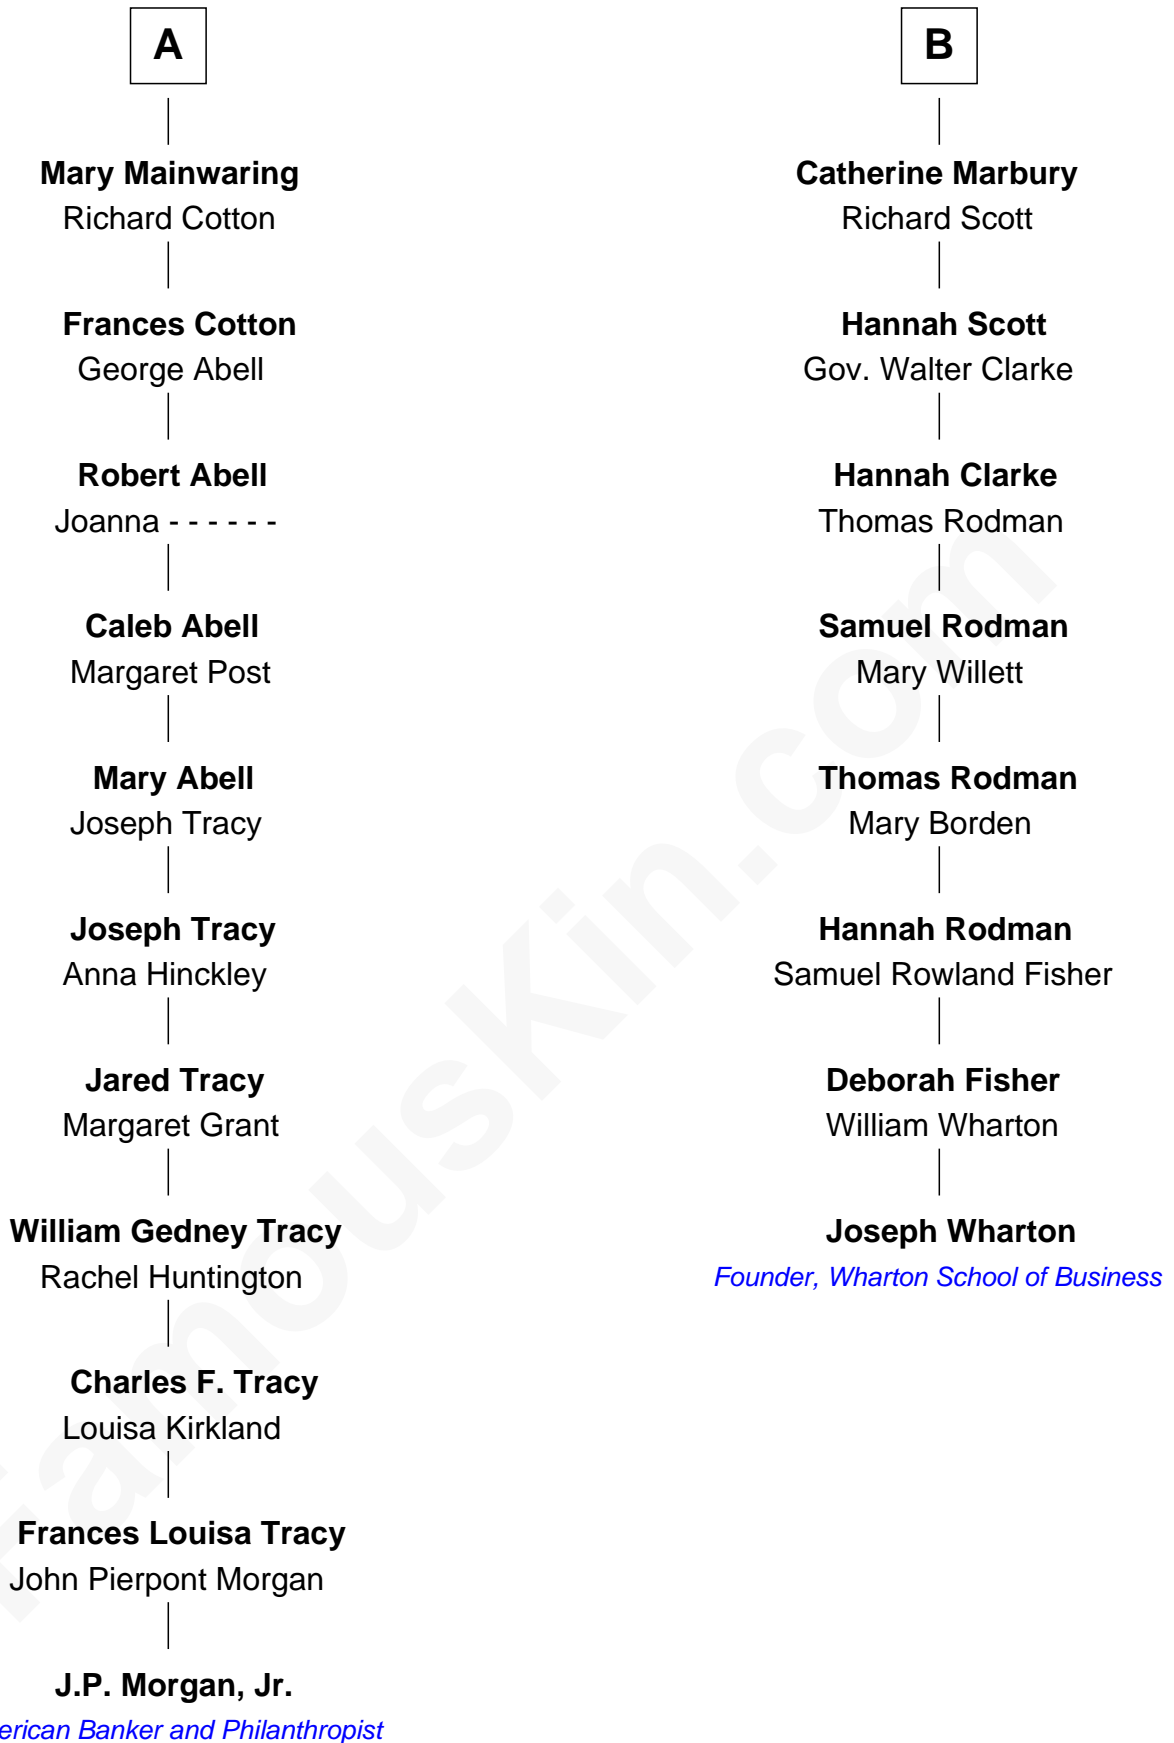 A
Mary Mainwaring
Richard Cotton
Frances Cotton
George Abell
Robert Abell
Joanna - - - - - -
Caleb Abell
Margaret Post
Mary Abell
Joseph Tracy
Joseph Tracy
Anna Hinckley
Jared Tracy
Margaret Grant
William Gedney Tracy
Rachel Huntington
Charles F. Tracy
Louisa Kirkland
Frances Louisa Tracy
John Pierpont Morgan
J.P. Morgan, Jr.
erican Banker and Philanthropist
B
Catherine Marbury
Richard Scott
Hannah Scott
Gov. Walter Clarke
Hannah Clarke
Thomas Rodman
Samuel Rodman
Mary Willett
Thomas Rodman
Mary Borden
Hannah Rodman
Samuel Rowland Fisher
Deborah Fisher
William Wharton
Joseph Wharton
Founder, Wharton School of Business
FamousKin.com